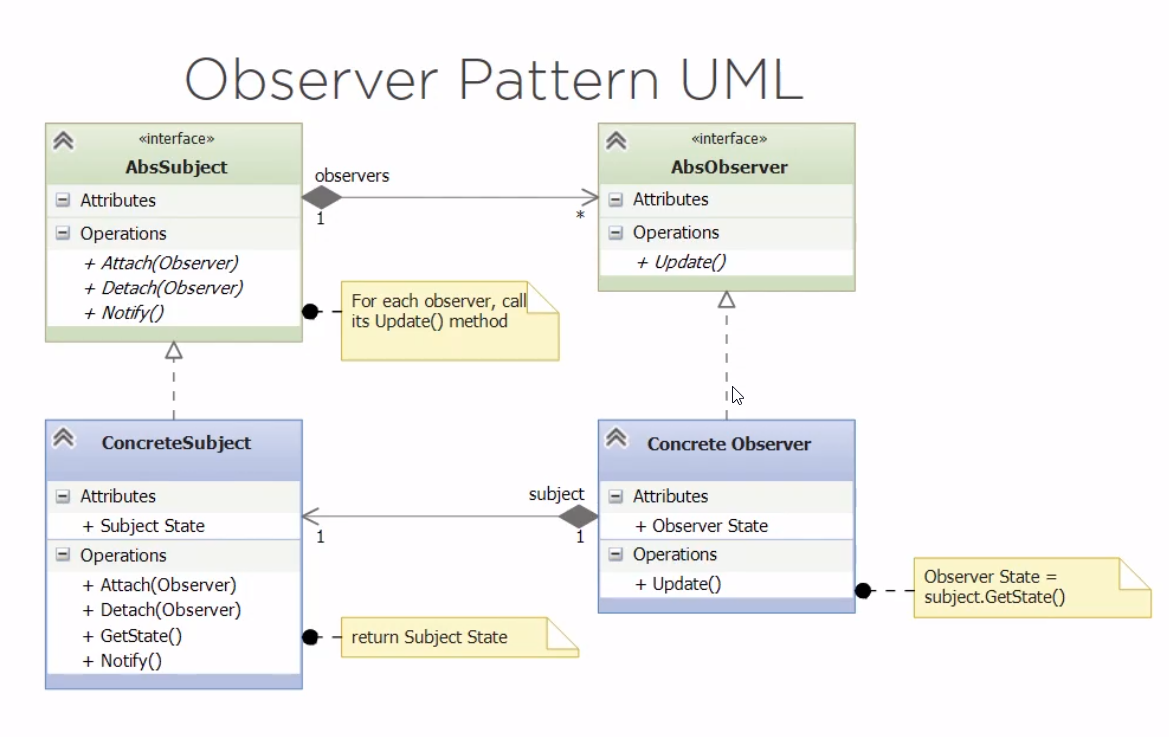 Observer Pattern UML
«interface»
AbsSubject
Attributes
Operations
+ Attach(Observer)
+ Detach(Observer)
+ Notify()
observers
1
*
«interface»
AbsObserver
Attributes
Operations
+ Update()
For each observer, call
its Update() method
ConcreteSubject
Attributes
+ Subject State
Operations
+ Attach(Observer)
+ Detach(Observer)
+ GetState()
+ Notify()
subject
1
1
Concrete Observer
Attributes
+ Observer State
Operations
+ Update()
return Subject State
Observer State =
subject.GetState()